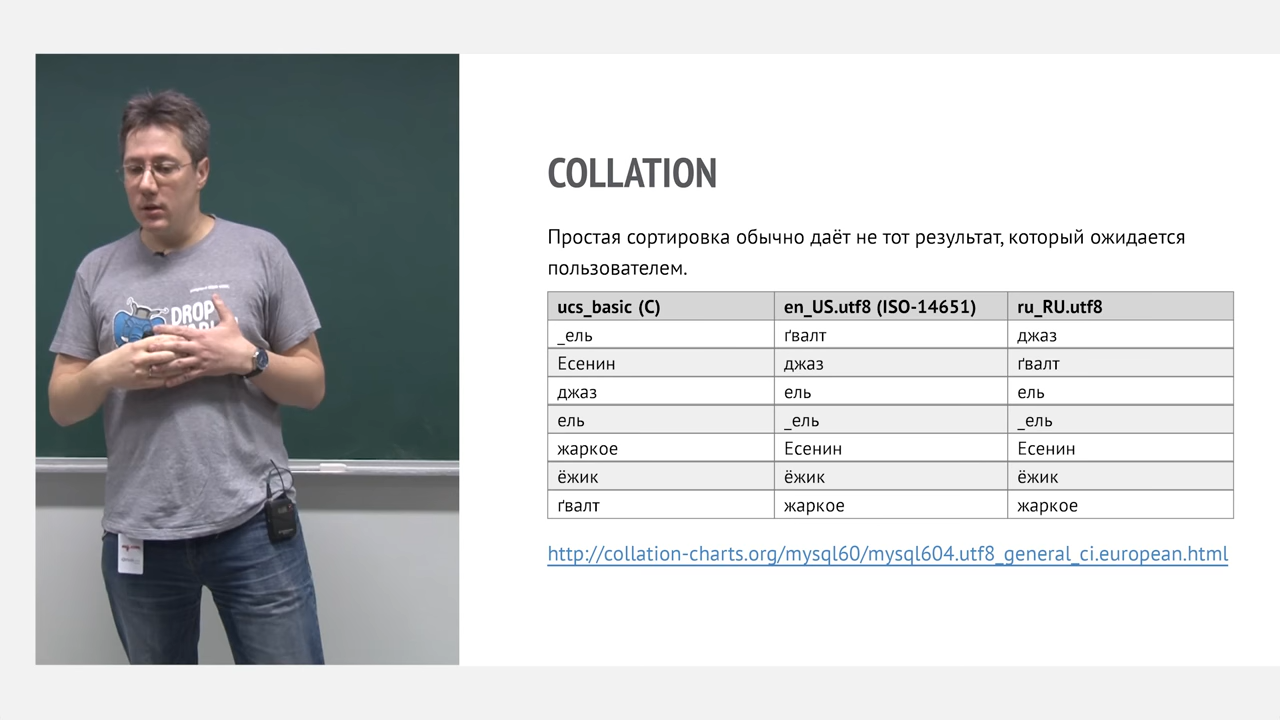 DROP
COLLATION
Простая сортировка обычно даёт не тот результат, который ожидается
пользователем.
ucs_basic (C) en_US.utf8 (ISO-14651) ru_RU.utf8
_ель ґвалт джаз
Есенин джаз ґвалт
джаз ель ель
ель _ель _ель
жаркое Есенин Есенин
ёжик ёжик ёжик
ґвалт жаркое жаркое
http://collation-charts.org/mysql60/mysql604.utf8_general_ci.european.html